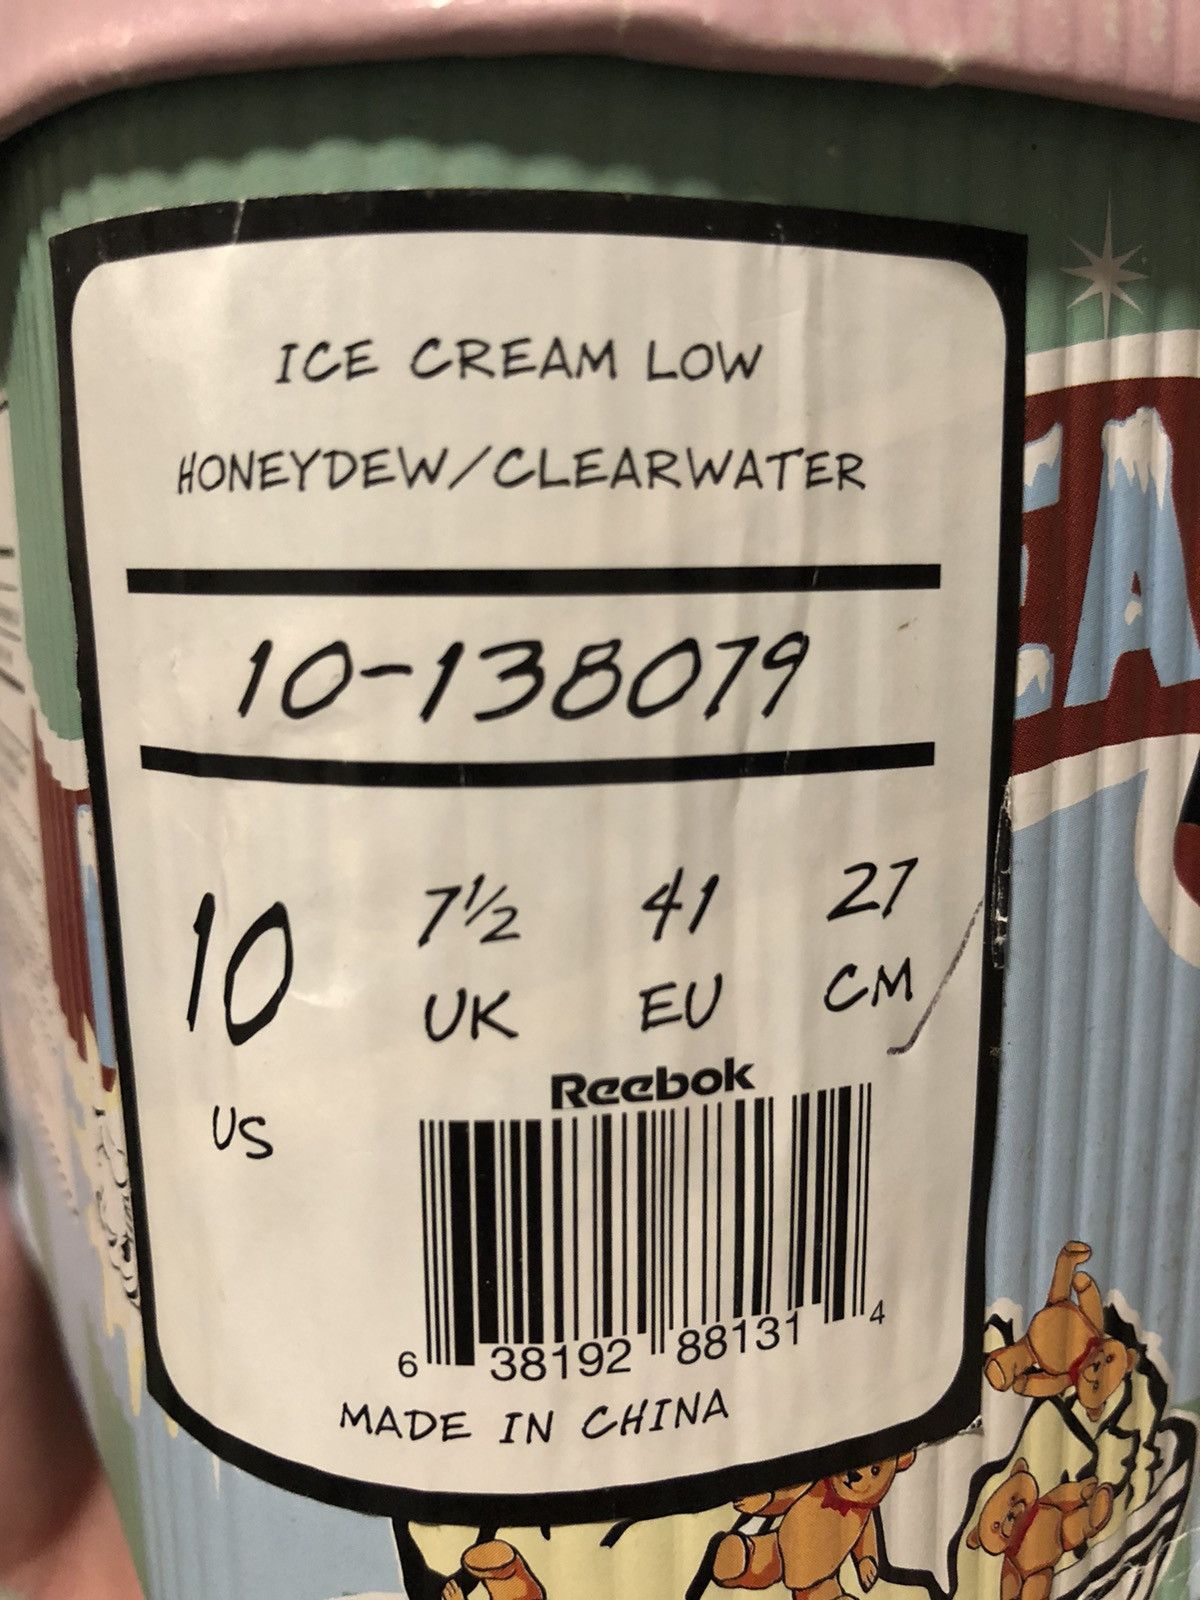 ICE CREAM LOW
HONEYDEW/CLEARWATER
10-138079
10 US
7½ UK
41 EU
27 CM
Reebok
6 38192 88131 4
MADE IN CHINA
EA